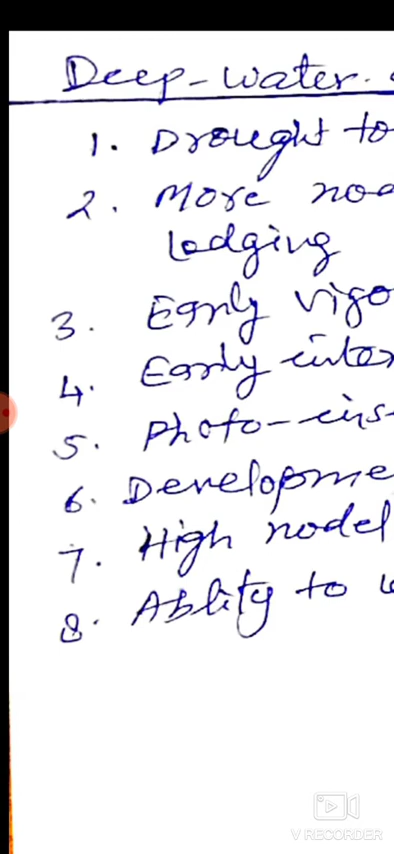 Deep-water.
1. Drought to
2. More no
lodging
3. Early vigo
4. Early inter
5. Photo-ins
6. Developme
7. High nodel
8. Ablity to
V RECORDER